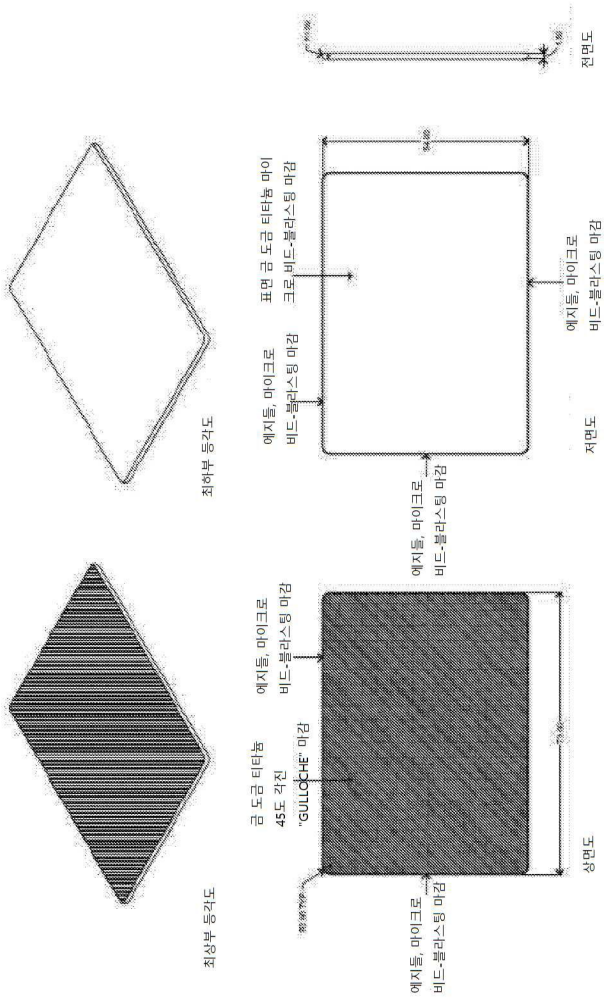 최상부 등각도
최하부 등각도
금 도금 티타늄
45도 각진
"GULLOCHE" 마감
에지들, 마이크로
비드-블라스팅 마감
에지들, 마이크로
비드-블라스팅 마감
상면도
에지들, 마이크로
비드-블라스팅 마감
표면 금 도금 티타늄 마이
크로 비드-블라스팅 마감
에지들, 마이크로
비드-블라스팅 마감
에지들, 마이크로
비드-블라스팅 마감
54.00
저면도
전면도